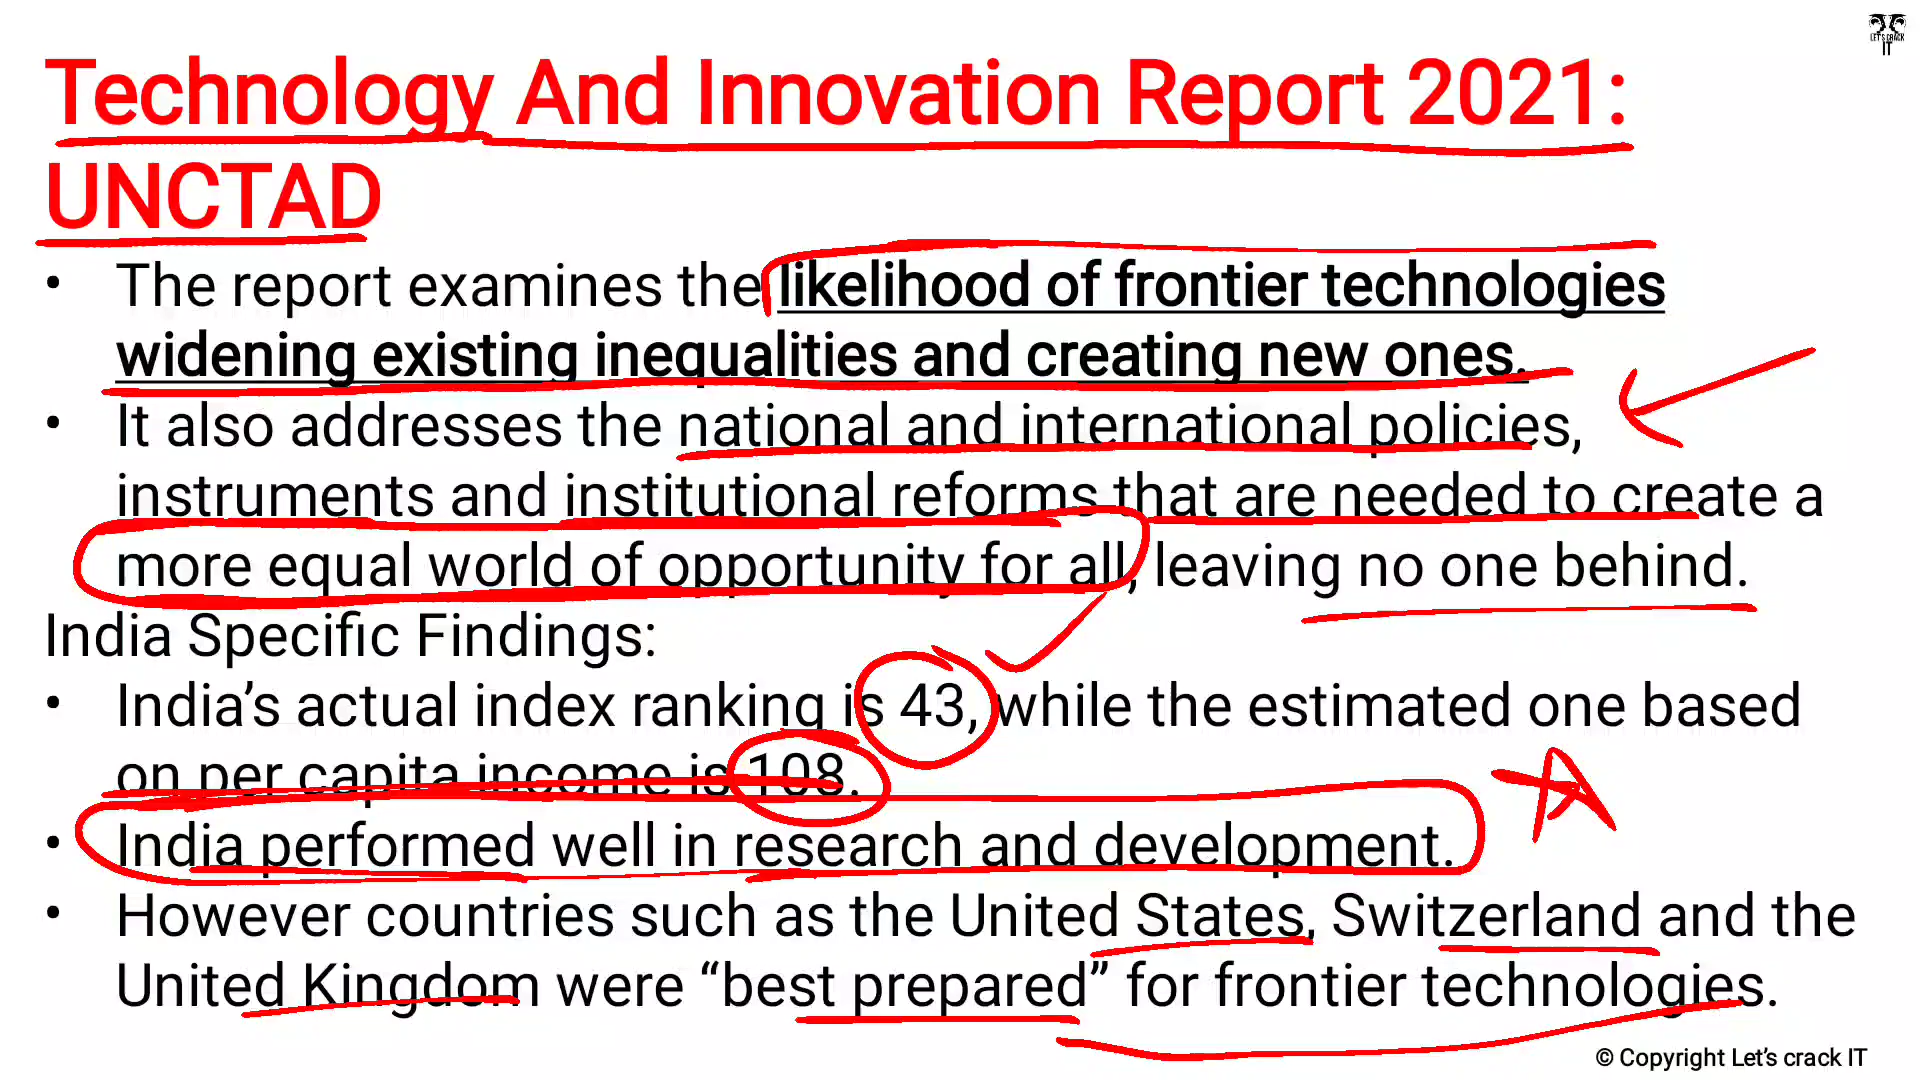 LET'S CRACK
IT
Technology And Innovation Report 2021:
UNCTAD
• The report examines the likelihood of frontier technologies
widening existing inequalities and creating new ones.
• It also addresses the national and international policies,
instruments and institutional reforms that are needed to create a
more equal world of opportunity for all, leaving no one behind.
India Specific Findings:
• India’s actual index ranking is 43, while the estimated one based
on per capita income is 108.
• India performed well in research and development.
• However countries such as the United States, Switzerland and the
United Kingdom were “best prepared” for frontier technologies.
© Copyright Let’s crack IT